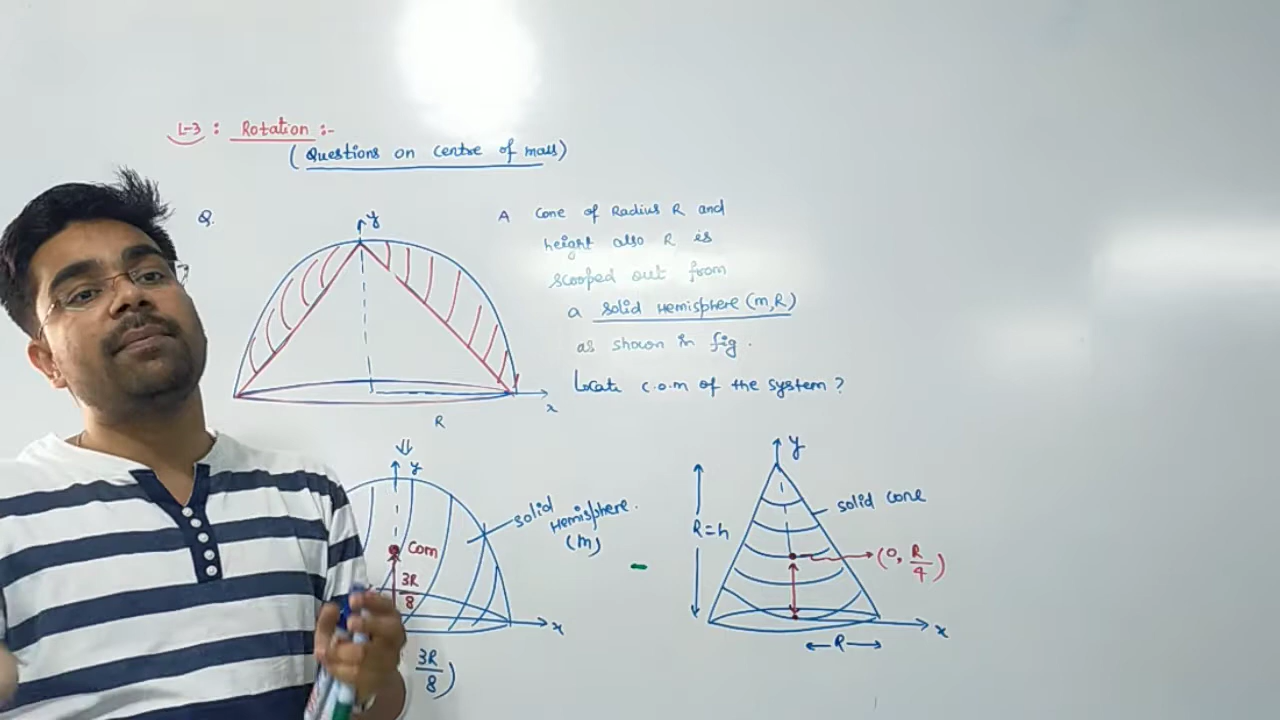 L-3 : Rotation :-
(Questions on centre of mass)
Q.
y
x
R
A cone of Radius R and
height also R is
scooped out from
a solid Hemisphere (m,R)
as shown in fig.
Locate c.o.m of the system?
⇓
y
solid Hemisphere.
(m)
Com
3R/8
x
3R/8)
-
y
solid cone
R=h
(0, R/4)
x
←R→